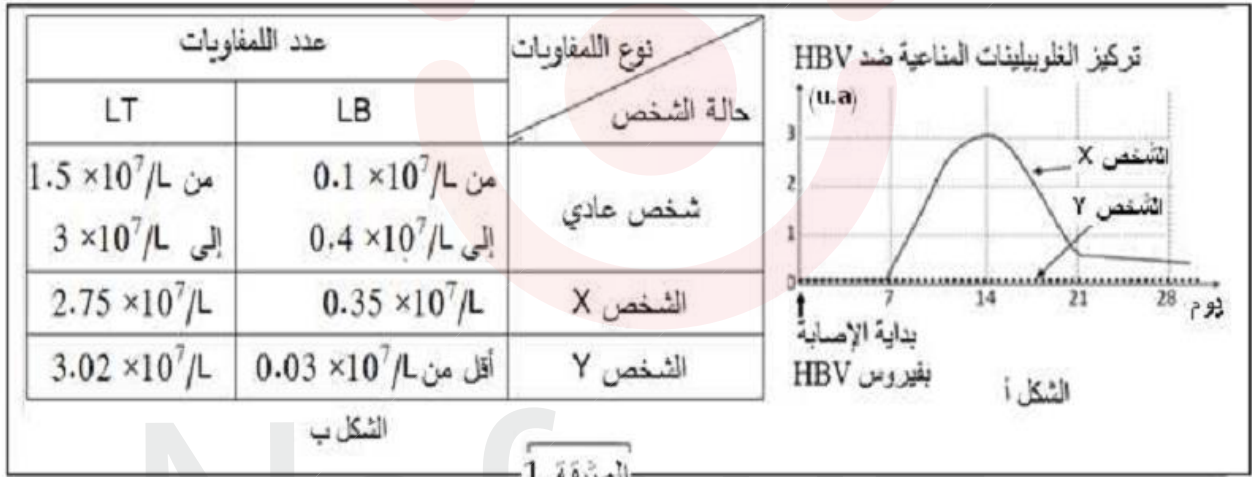 تركيز الغلوبيلينات المناعية ضد HBV
(u.a)
3
2
1
0
7 14 21 28
يوم
الشخص X
الشخص Y
بداية الإصابة
بفيروس HBV
الشكل أ
نوع اللمفاويات
حالة الشخص
عدد اللمفاويات
LB LT
شخص عادي
من 0.1 ×10⁷/L
إلى 0.4 ×10⁷/L
من 1.5 ×10⁷/L
إلى 3 ×10⁷/L
الشخص X 0.35 ×10⁷/L 2.75 ×10⁷/L
الشخص Y أقل من 0.03 ×10⁷/L 3.02 ×10⁷/L
الشكل ب